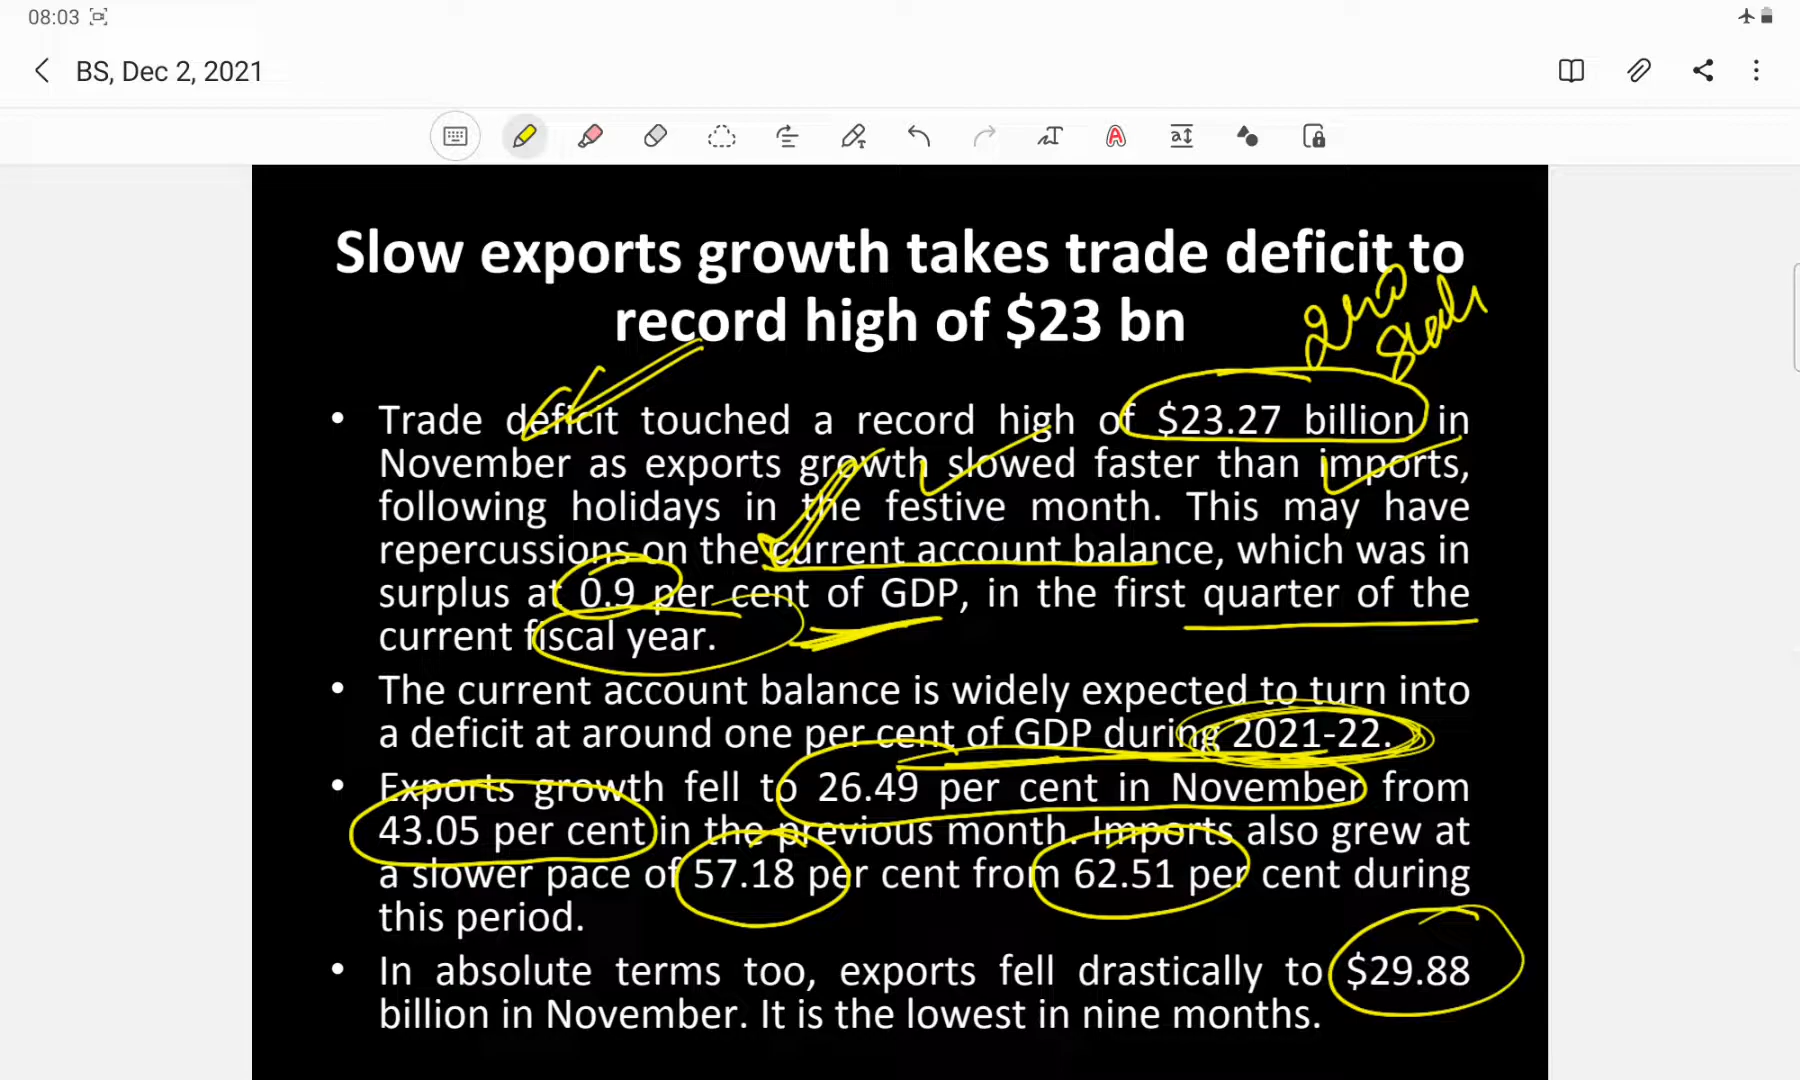 08:03
BS, Dec 2, 2021
Slow exports growth takes trade deficit to
record high of $23 bn
• Trade deficit touched a record high of $23.27 billion in
November as exports growth slowed faster than imports,
following holidays in the festive month. This may have
repercussions on the current account balance, which was in
surplus at 0.9 per cent of GDP, in the first quarter of the
current fiscal year.
• The current account balance is widely expected to turn into
a deficit at around one per cent of GDP during 2021-22.
• Exports growth fell to 26.49 per cent in November from
43.05 per cent in the previous month. Imports also grew at
a slower pace of 57.18 per cent from 62.51 per cent during
this period.
• In absolute terms too, exports fell drastically to $29.88
billion in November. It is the lowest in nine months.